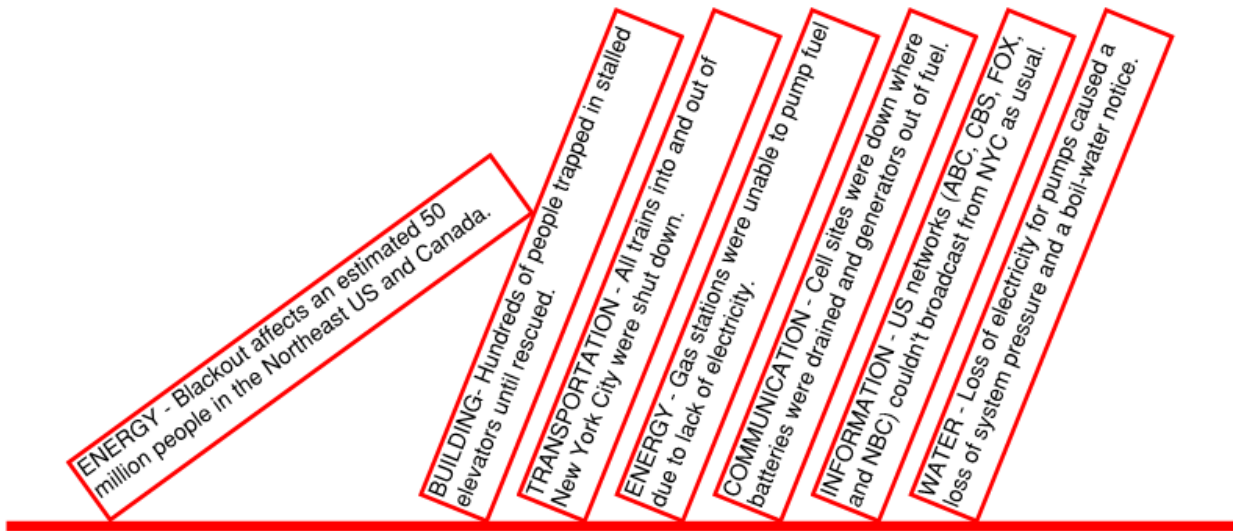 ENERGY - Blackout affects an estimated 50
million people in the Northeast US and Canada.
BUILDING- Hundreds of people trapped in stalled
elevators until rescued.
TRANSPORTATION - All trains into and out of
New York City were shut down.
ENERGY - Gas stations were unable to pump fuel
due to lack of electricity.
COMMUNICATION - Cell sites were down where
batteries were drained and generators out of fuel.
INFORMATION - US networks (ABC, CBS, FOX,
and NBC) couldn't broadcast from NYC as usual.
WATER - Loss of electricity for pumps caused a
loss of system pressure and a boil-water notice.